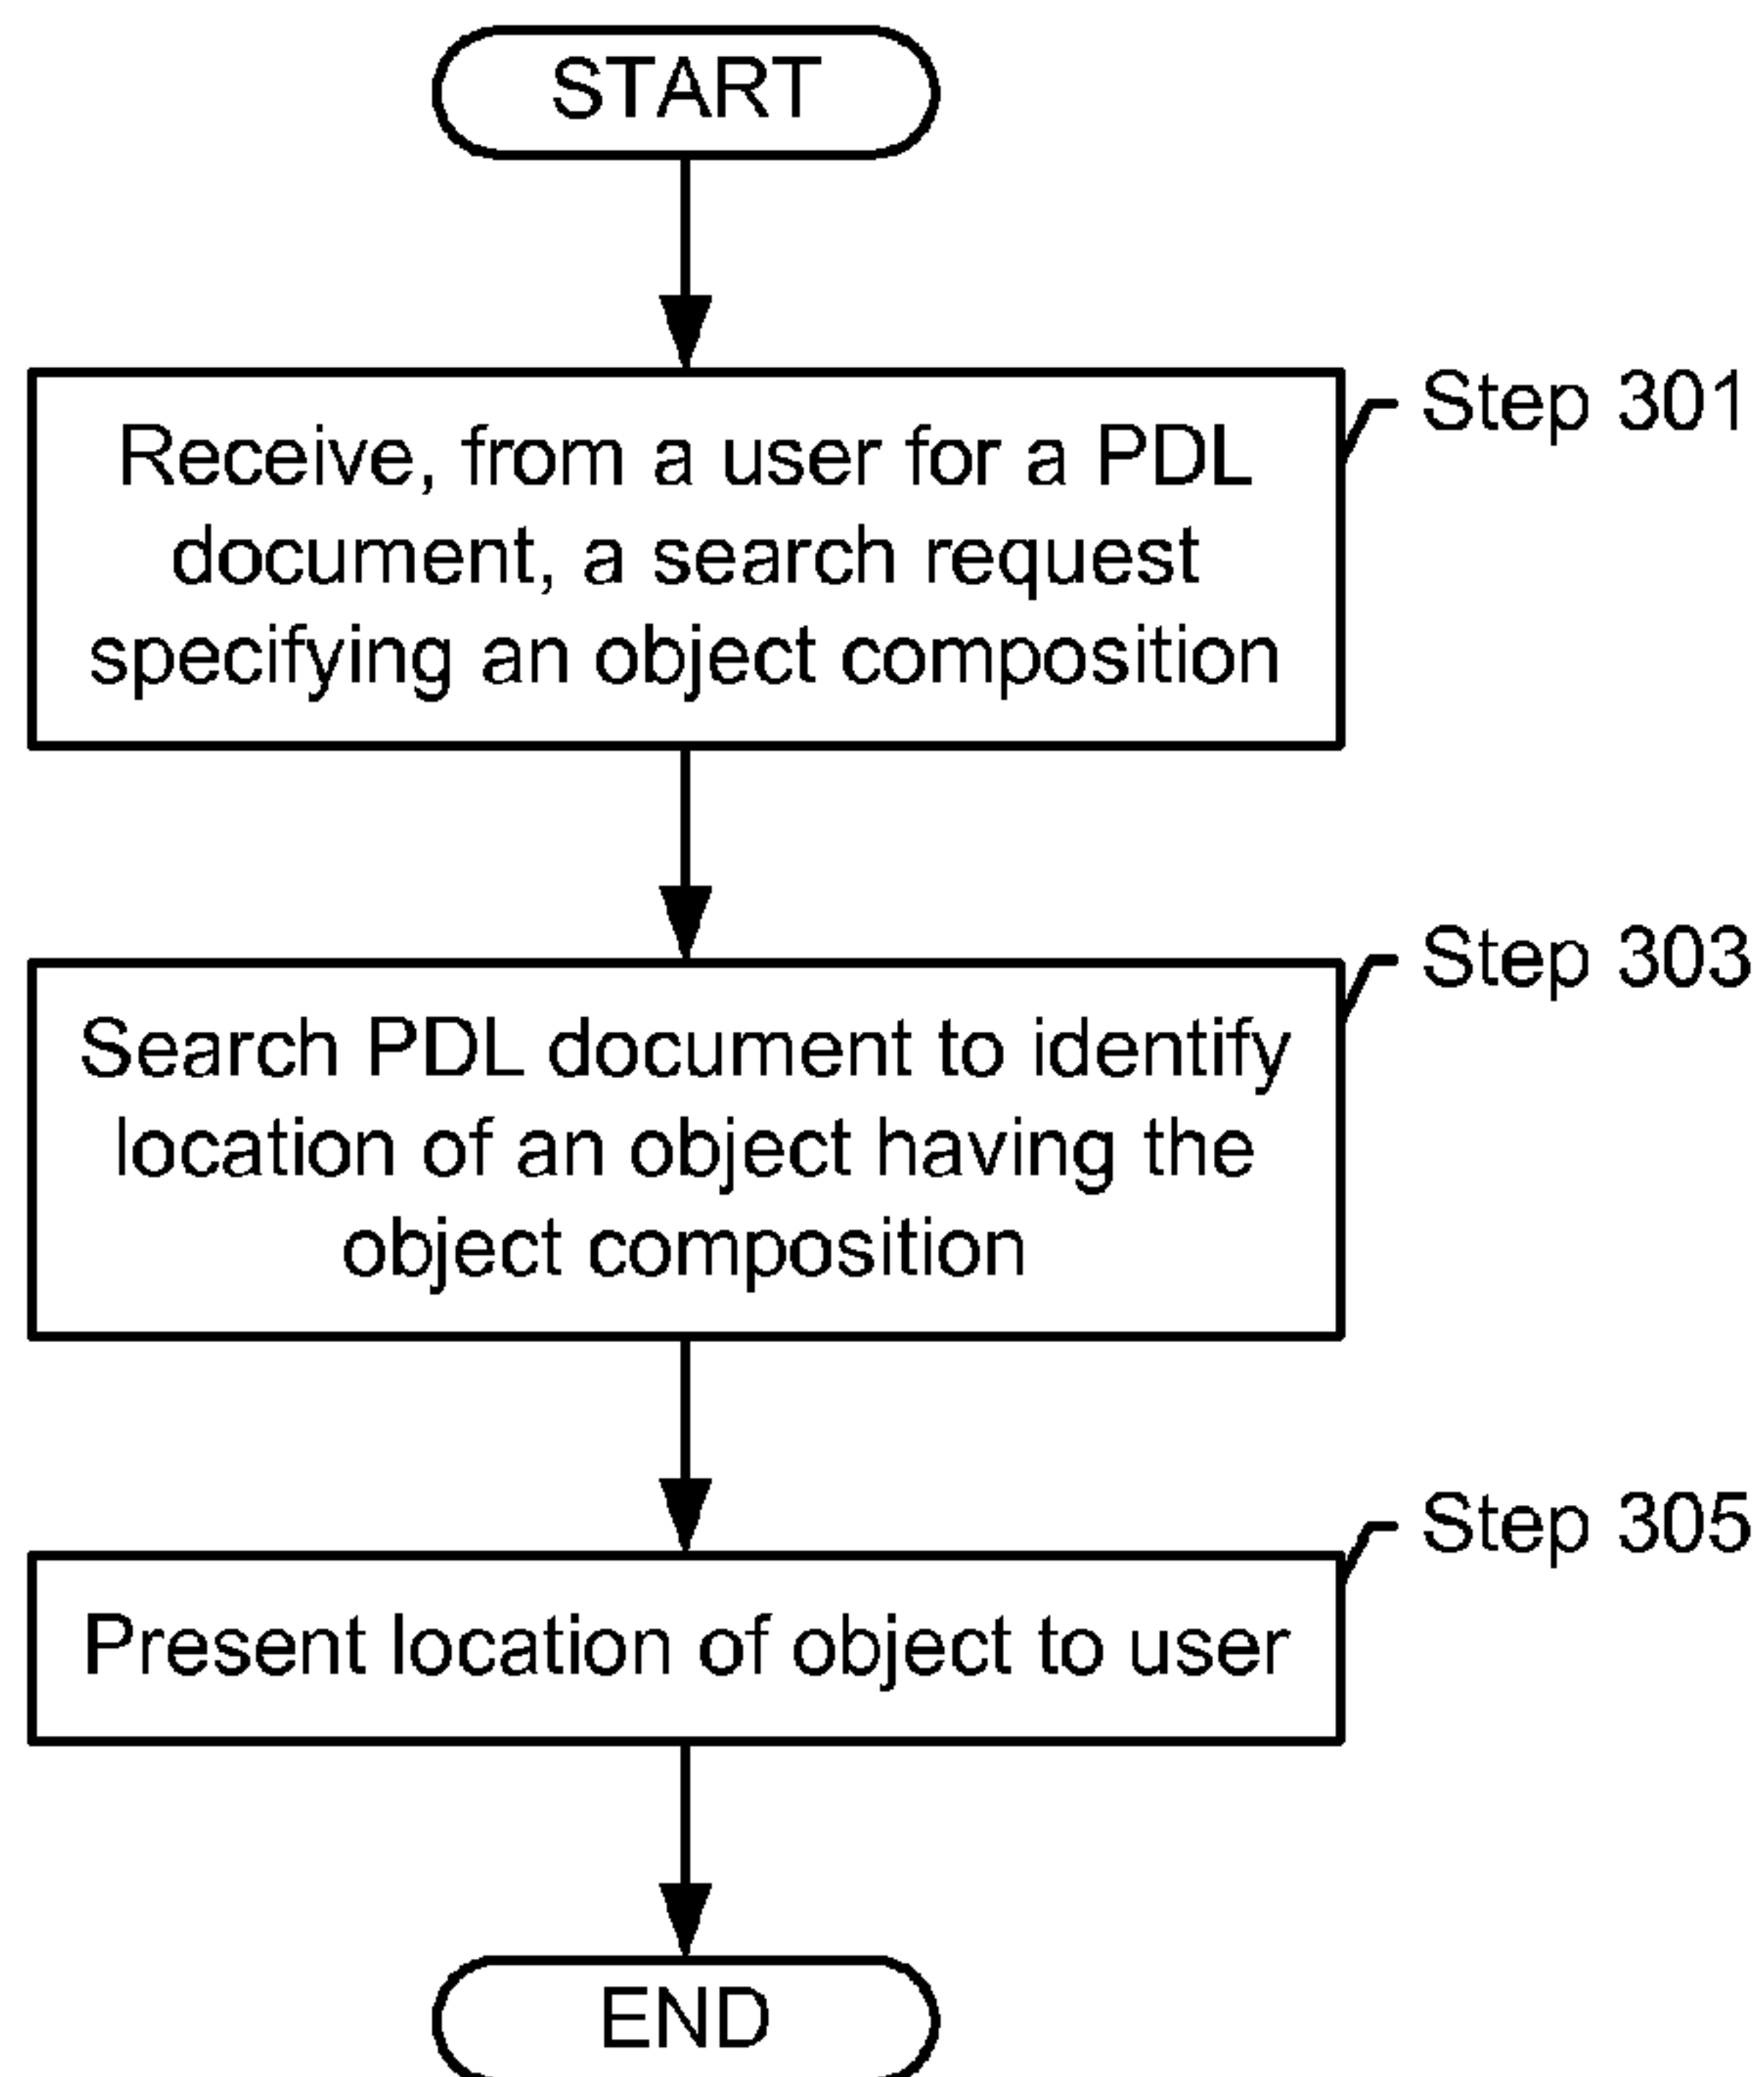 START
Step 301
Receive, from a user for a PDL
document, a search request
specifying an object composition
Step 303
Search PDL document to identify
location of an object having the
object composition
Step 305
Present location of object to user
END